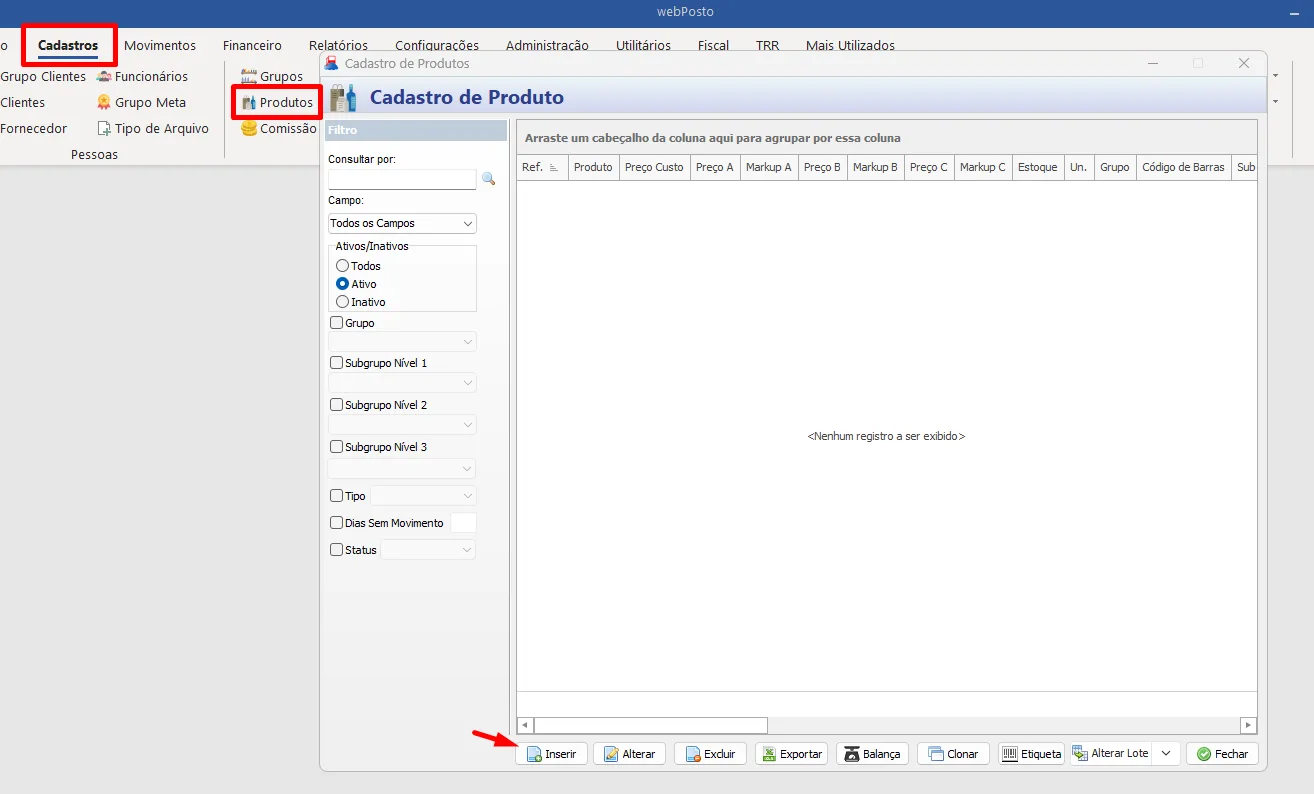 webPosto
o Cadastros Movimentos Financeiro Relatórios Configurações Administração Utilitários Fiscal TRR Mais Utilizados
Grupo Clientes Funcionários Grupos
Clientes Grupo Meta Produtos
Fornecedor Tipo de Arquivo Comissão
Pessoas
Cadastro de Produtos
Cadastro de Produto
Filtro
Consultar por:
Campo:
Todos os Campos
Ativos/Inativos
Todos
Ativo
Inativo
Grupo
Subgrupo Nível 1
Subgrupo Nível 2
Subgrupo Nível 3
Tipo
Dias Sem Movimento
Status
Arraste um cabeçalho da coluna aqui para agrupar por essa coluna
Ref. Produto Preço Custo Preço A Markup A Preço B Markup B Preço C Markup C Estoque Un. Grupo Código de Barras Sub
<Nenhum registro a ser exibido>
Inserir Alterar Excluir Exportar Balança Clonar Etiqueta Alterar Lote Fechar